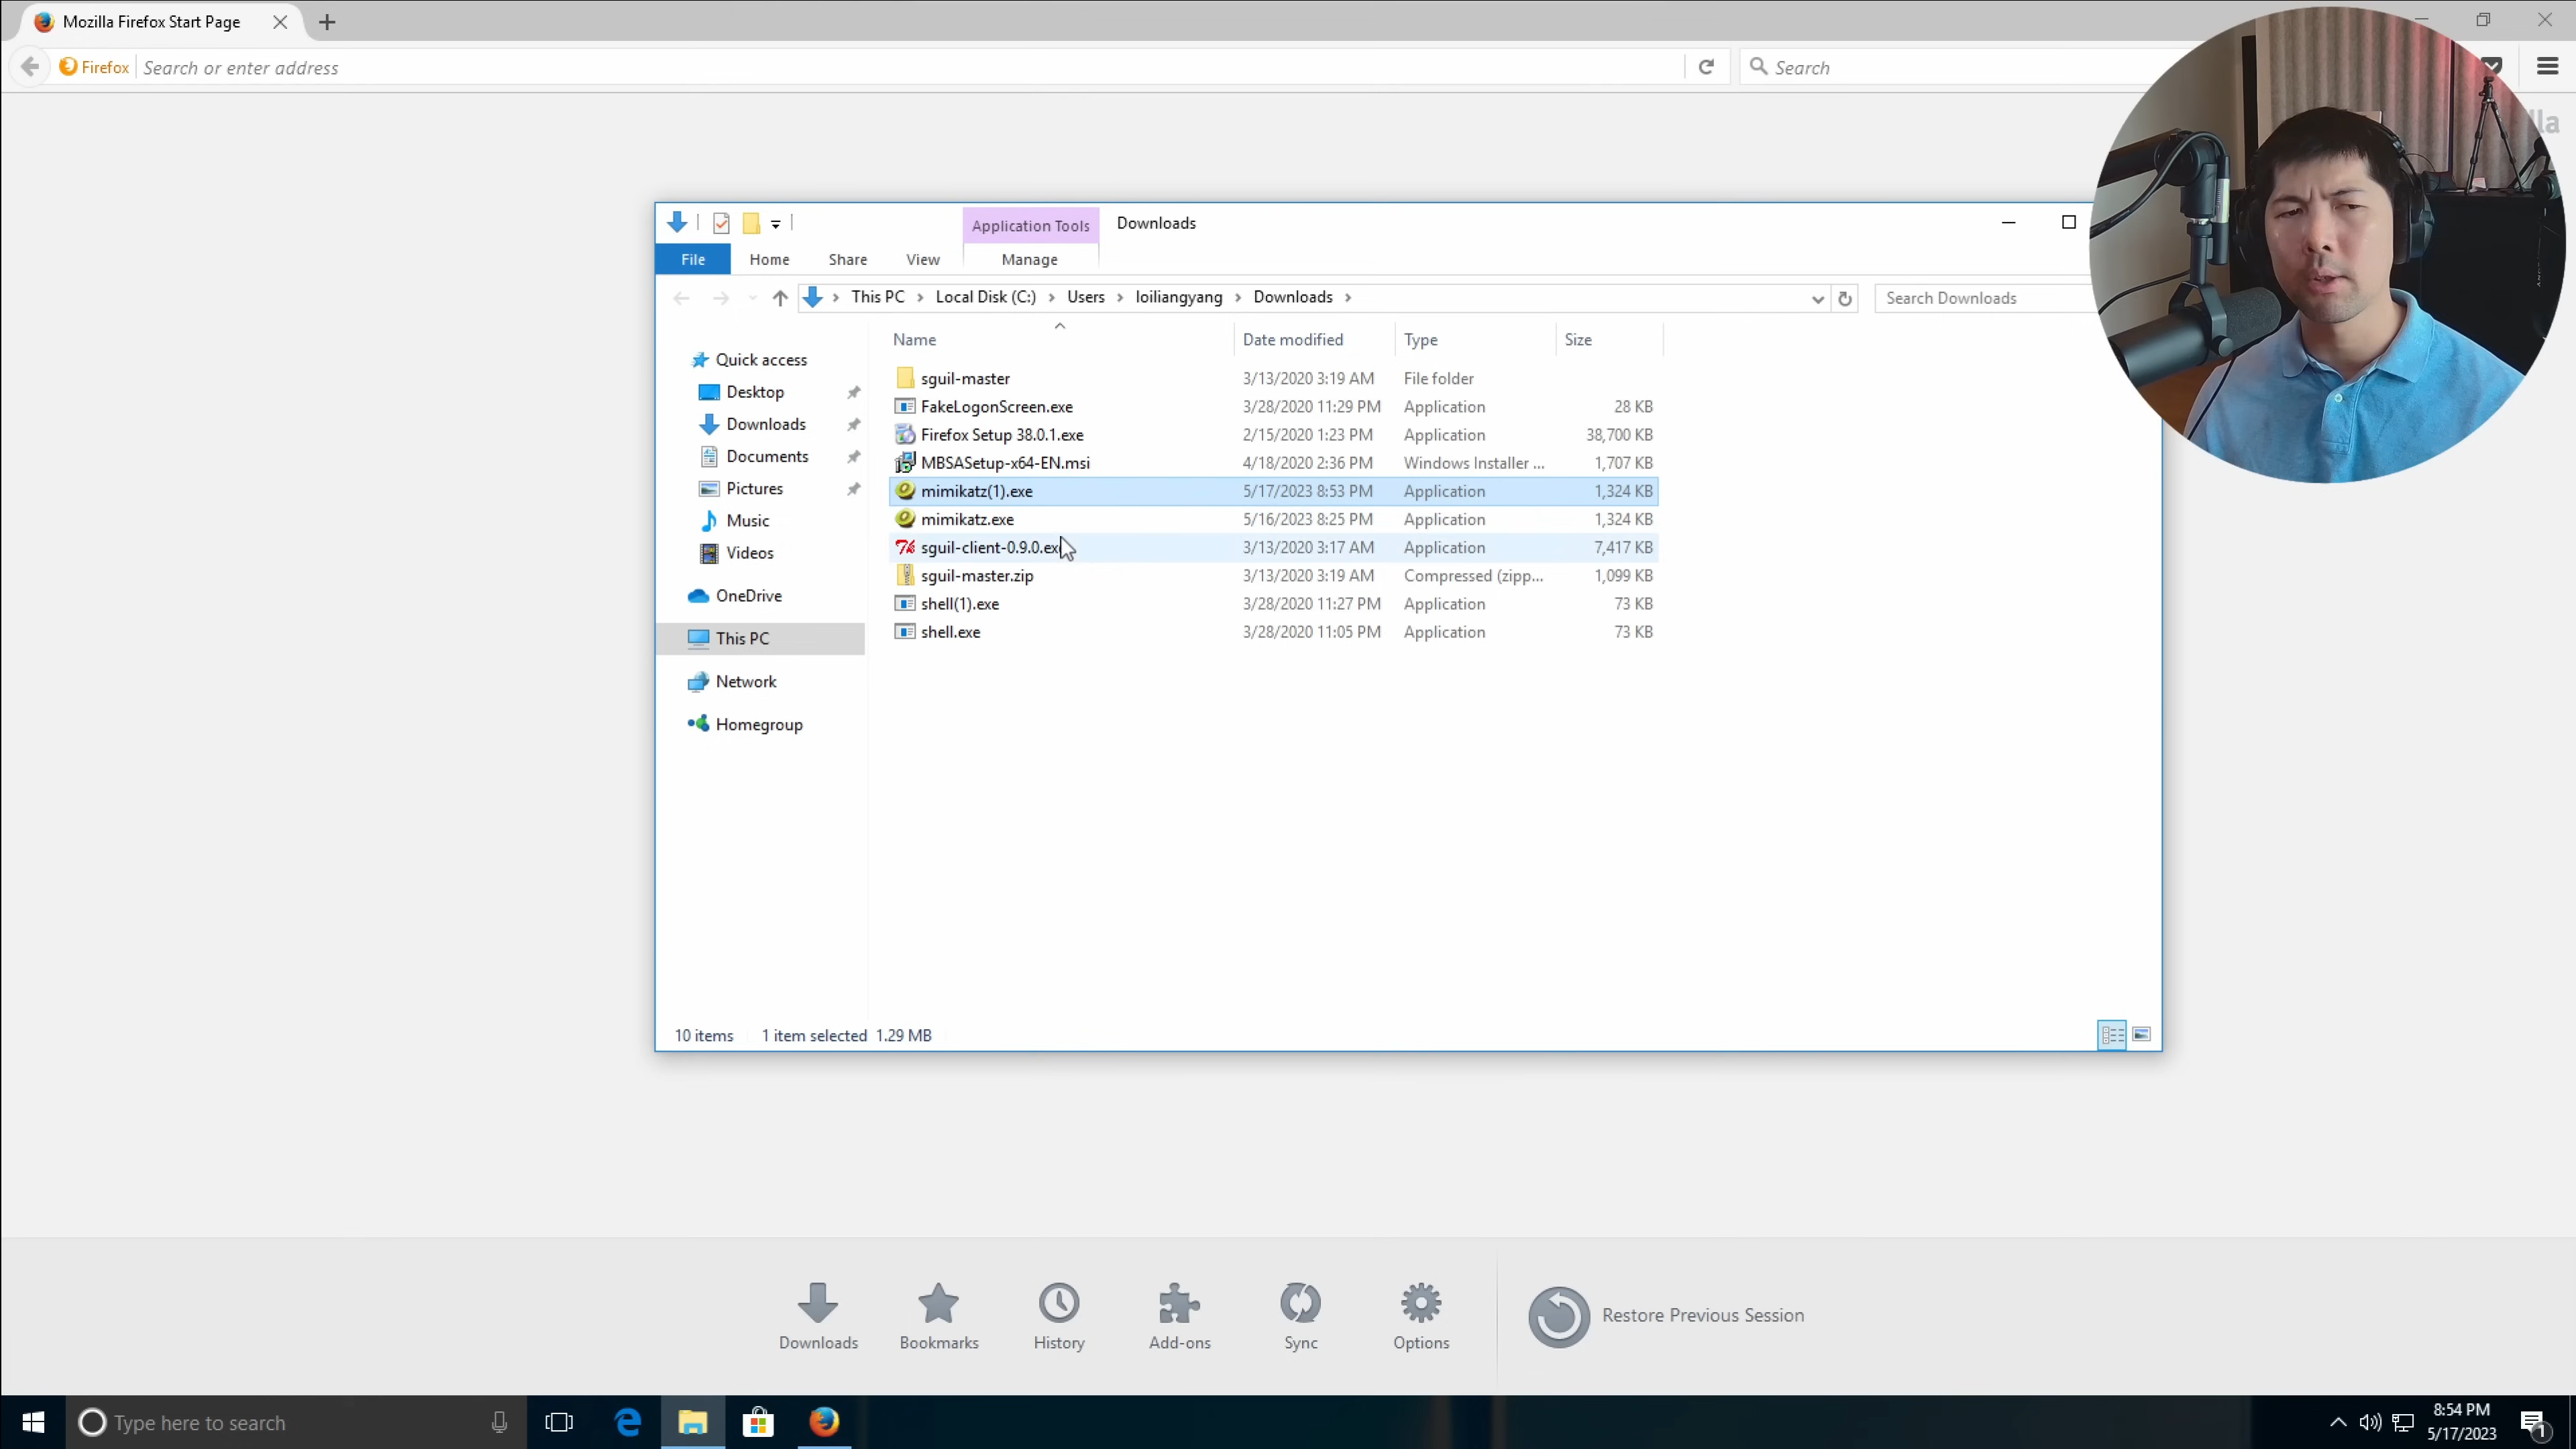 Mozilla Firefox Start Page
Firefox Search or enter address Search
lla
Application Tools Downloads
File Home Share View Manage
This PC Local Disk (C:) Users loiliangyang Downloads Search Downloads
Name Date modified Type Size
Quick access
Desktop
Downloads
Documents
Pictures
Music
Videos
OneDrive
This PC
Network
Homegroup
sguil-master 3/13/2020 3:19 AM File folder
FakeLogonScreen.exe 3/28/2020 11:29 PM Application 28 KB
Firefox Setup 38.0.1.exe 2/15/2020 1:23 PM Application 38,700 KB
MBSASetup-x64-EN.msi 4/18/2020 2:36 PM Windows Installer ... 1,707 KB
mimikatz(1).exe 5/17/2023 8:53 PM Application 1,324 KB
mimikatz.exe 5/16/2023 8:25 PM Application 1,324 KB
sguil-client-0.9.0.exe 3/13/2020 3:17 AM Application 7,417 KB
sguil-master.zip 3/13/2020 3:19 AM Compressed (zipp... 1,099 KB
shell(1).exe 3/28/2020 11:27 PM Application 73 KB
shell.exe 3/28/2020 11:05 PM Application 73 KB
10 items 1 item selected 1.29 MB
Downloads Bookmarks History Add-ons Sync Options Restore Previous Session
Type here to search
8:54 PM
5/17/2023
1